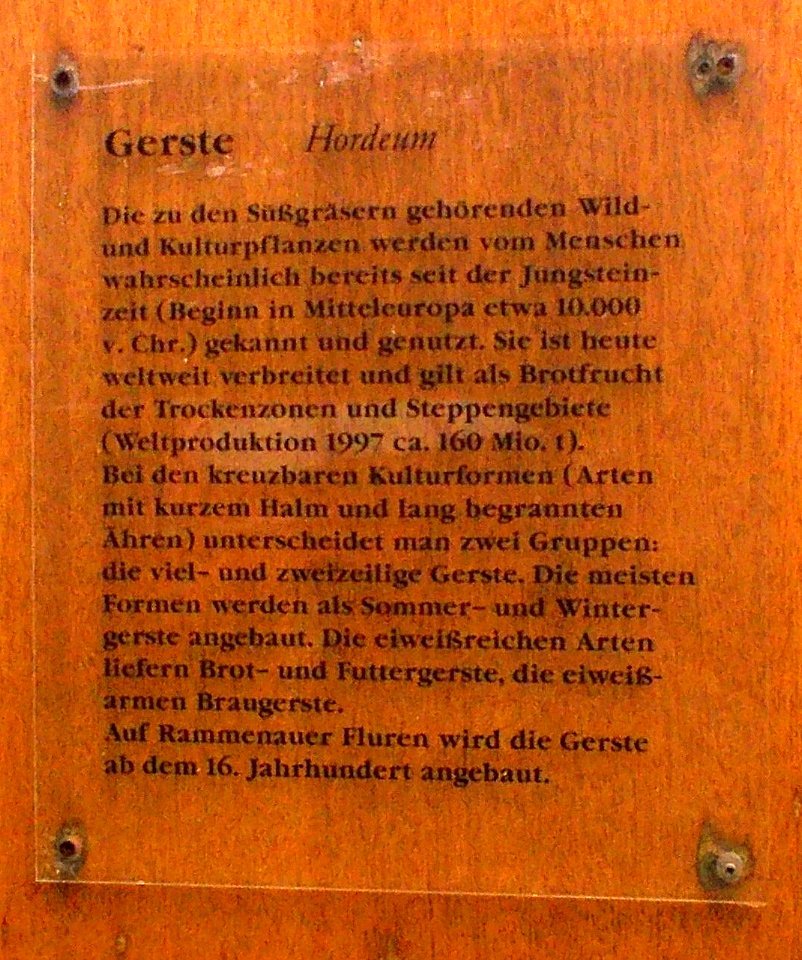 Gerste Hordeum
Die zu den Süßgräsern gehörenden Wild-
und Kulturpflanzen werden vom Menschen
wahrscheinlich bereits seit der Jungstein-
zeit (Beginn in Mitteleuropa etwa 10.000
v. Chr.) gekannt und genutzt. Sie ist heute
weltweit verbreitet und gilt als Brotfrucht
der Trockenzonen und Steppengebiete
(Weltproduktion 1997 ca. 160 Mio. t).
Bei den kreuzbaren Kulturformen (Arten
mit kurzem Halm und lang begrannten
Ähren) unterscheidet man zwei Gruppen:
die viel- und zweizeilige Gerste. Die meisten
Formen werden als Sommer- und Winter-
gerste angebaut. Die eiweißreichen Arten
liefern Brot- und Futtergerste, die eiweiß-
armen Braugerste.
Auf Rammenauer Fluren wird die Gerste
ab dem 16. Jahrhundert angebaut.